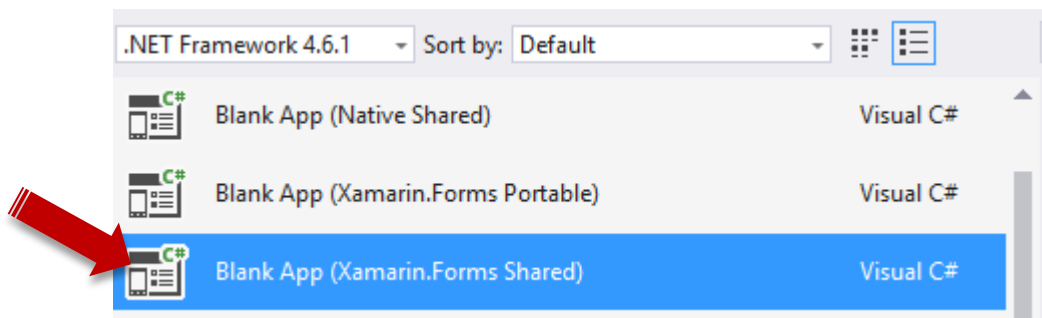 .NET Framework 4.6.1 Sort by: Default
C#
Blank App (Native Shared) Visual C#
C#
Blank App (Xamarin.Forms Portable) Visual C#
C#
Blank App (Xamarin.Forms Shared) Visual C#